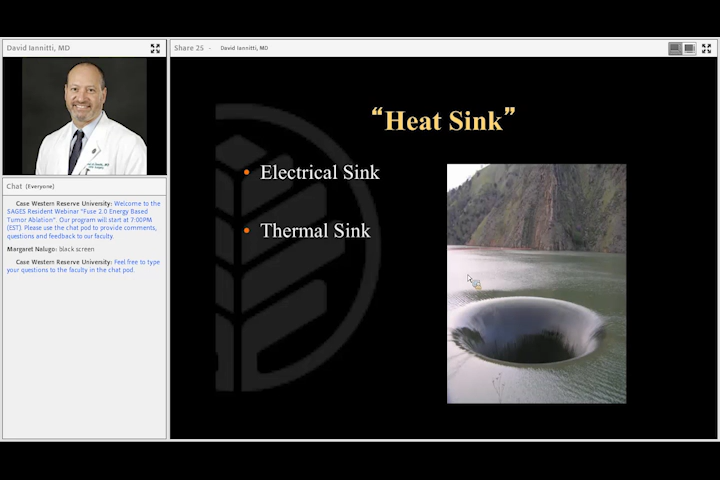 David Iannitti, MD
Share 25 - David Iannitti, MD
Chat (Everyone)
Case Western Reserve University: Welcome to the
SAGES Resident Webinar "Fuse 2.0 Energy Based
Tumor Ablation". Our program will start at 7:00PM
(EST). Please use the chat pod to provide comments,
questions and feedback to our faculty.
Margaret Nalugo: black screen
Case Western Reserve University: Feel free to type
your questions to the faculty in the chat pod.
“Heat Sink”
• Electrical Sink
• Thermal Sink